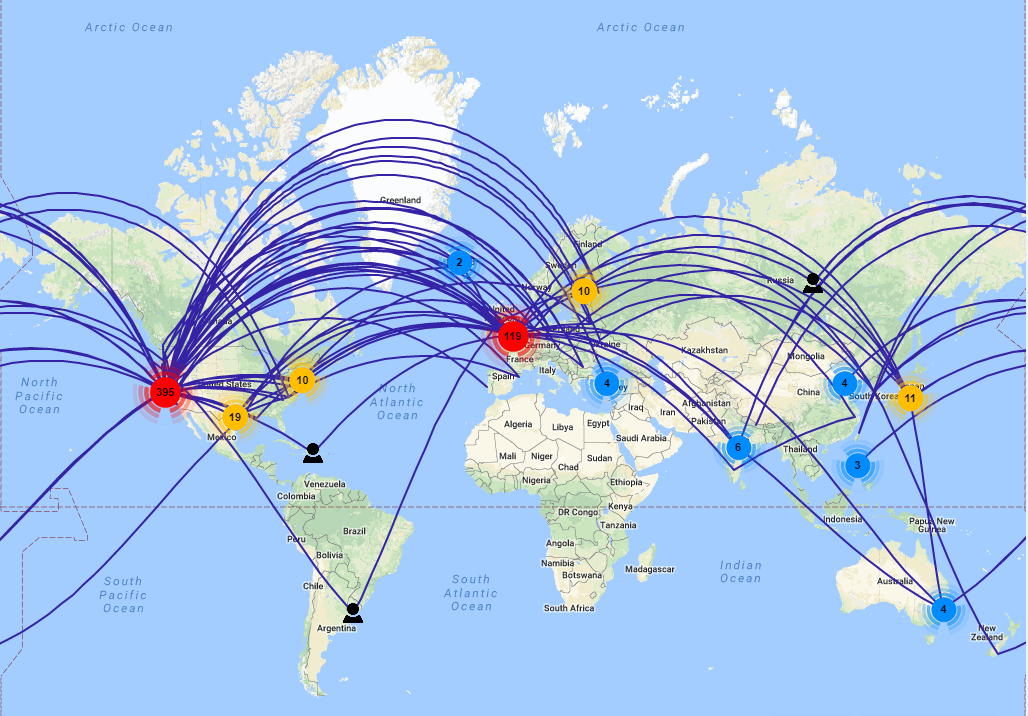 Arctic Ocean
Arctic Ocean
Greenland
Finland
Russia
North
Pacific
Ocean
North
Atlantic
Ocean
2
10
Norway
119
Germany
France
Spain
Italy
Ukraine
Kazakhstan
Mongolia
395
United States
10
19
Mexico
4
Iraq
Iran
Afghanistan
Pakistan
China
4
South Korea
11
Algeria
Libya
Egypt
Saudi Arabia
Mali
Niger
Chad
Sudan
Nigeria
Ethiopia
6
Thailand
3
Venezuela
Colombia
DR Congo
Kenya
Tanzania
Indonesia
Papua New
Guinea
Peru
Brazil
Bolivia
Angola
Namibia
Botswana
Madagascar
South
Pacific
Ocean
South
Atlantic
Ocean
Indian
Ocean
Chile
South Africa
Australia
4
Argentina
New
Zealand